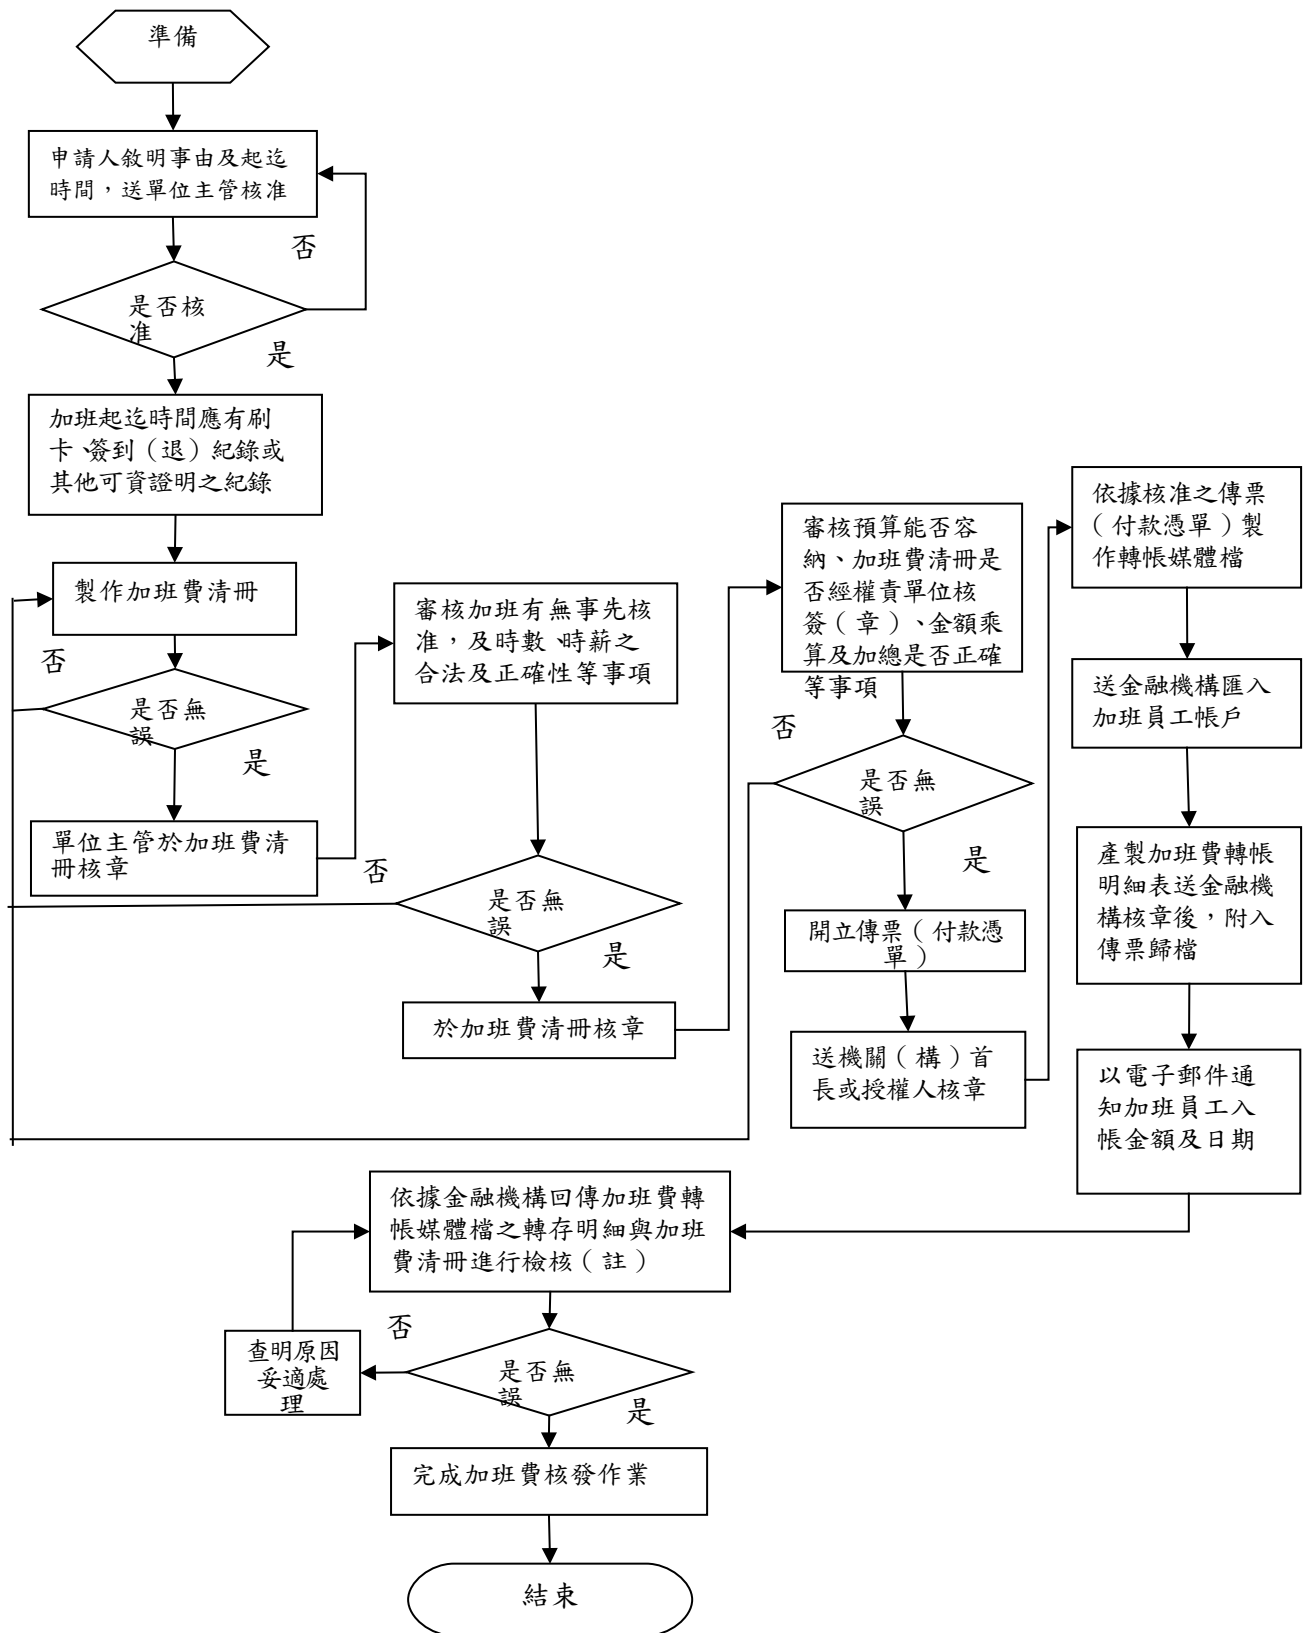 準備
申請人敘明事由及起迄
時間，送單位主管核准
否
是否核
准
是
加班起迄時間應有刷
卡、簽到（退）紀錄或
其他可資證明之紀錄
製作加班費清冊
否
是否無
誤
是
單位主管於加班費清
冊核章
審核加班有無事先核
准，及時數、時薪之
合法及正確性等事項
否
是否無
誤
是
於加班費清冊核章
審核預算能否容
納、加班費清冊是
否經權責單位核
簽（章）、金額乘
算及加總是否正確
等事項
否
是否無
誤
是
開立傳票（付款憑
單）
送機關（構）首
長或授權人核章
依據核准之傳票
（付款憑單）製
作轉帳媒體檔
送金融機構匯入
加班員工帳戶
產製加班費轉帳
明細表送金融機
構核章後，附入
傳票歸檔
以電子郵件通
知加班員工入
帳金額及日期
依據金融機構回傳加班費轉
帳媒體檔之轉存明細與加班
費清冊進行檢核（註）
否
查明原因
妥適處
理
是否無
誤
是
完成加班費核發作業
結束